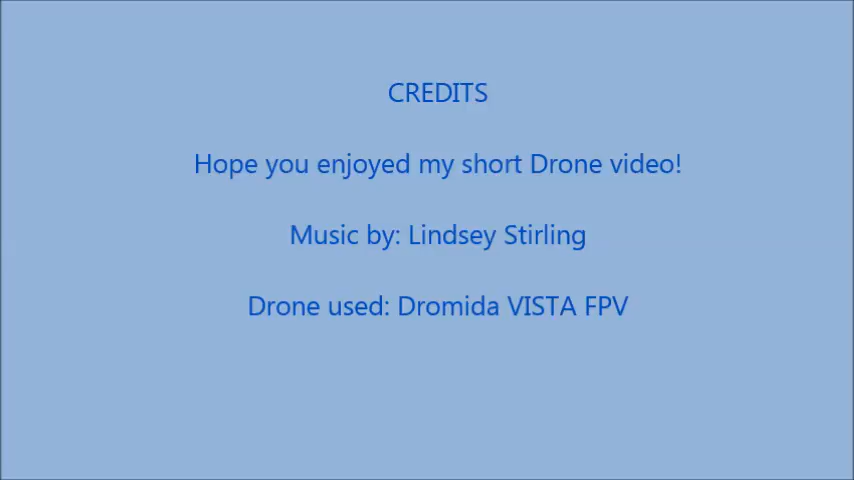 CREDITS
Hope you enjoyed my short Drone video!
Music by: Lindsey Stirling
Drone used: Dromida VISTA FPV